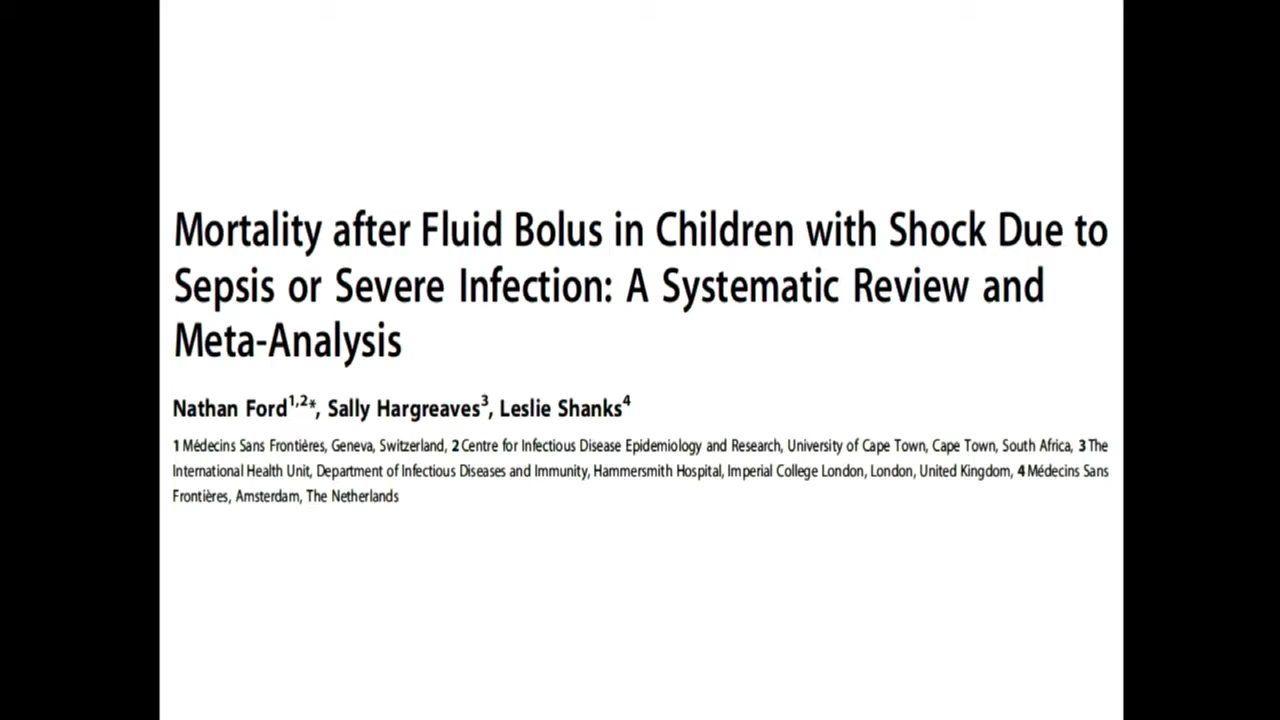 Mortality after Fluid Bolus in Children with Shock Due to
Sepsis or Severe Infection: A Systematic Review and
Meta-Analysis
Nathan Ford1,2*, Sally Hargreaves3, Leslie Shanks4
1 Médecins Sans Frontières, Geneva, Switzerland, 2 Centre for Infectious Disease Epidemiology and Research, University of Cape Town, Cape Town, South Africa, 3 The
International Health Unit, Department of Infectious Diseases and Immunity, Hammersmith Hospital, Imperial College London, London, United Kingdom, 4 Médecins Sans
Frontières, Amsterdam, The Netherlands